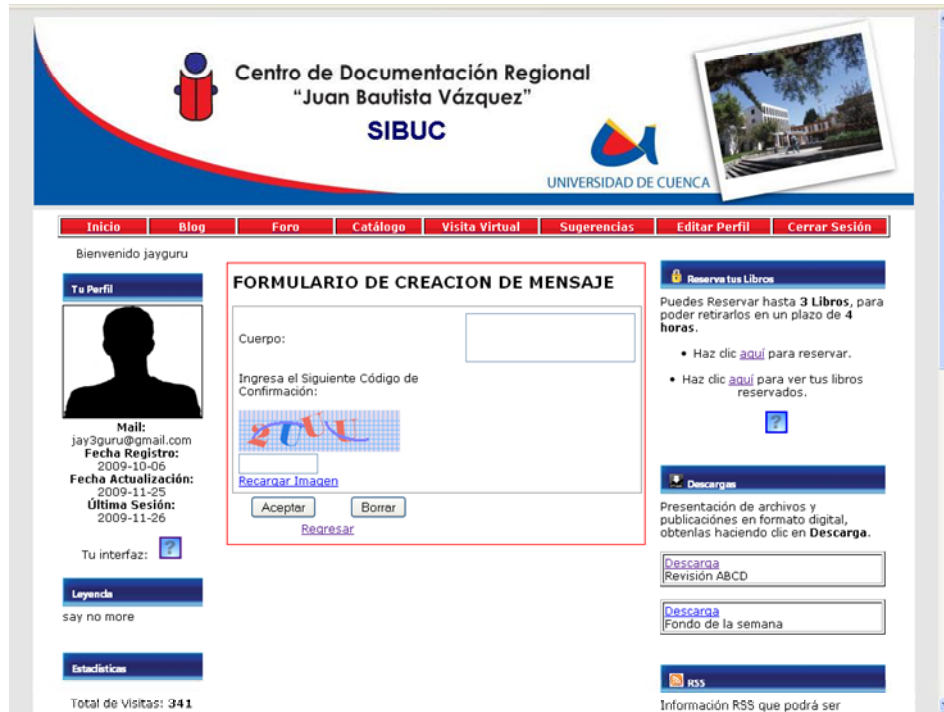 Centro de Documentación Regional
"Juan Bautista Vázquez"
SIBUC
UNIVERSIDAD DE CUENCA
Inicio Blog Foro Catálogo Visita Virtual Sugerencias Editar Perfil Cerrar Sesión
Bienvenido jayguru
Tu Perfil
Mail:
jay3guru@gmail.com
Fecha Registro:
2009-10-06
Fecha Actualización:
2009-11-25
Última Sesión:
2009-11-26
Tu interfaz: ?
Leyenda
say no more
Estadísticas
Total de Visitas: 341
FORMULARIO DE CREACION DE MENSAJE
Cuerpo:
Ingresa el Siguiente Código de
Confirmación:
Recargar Imagen
Aceptar Borrar
Regresar
Reserva tus Libros
Puedes Reservar hasta 3 Libros, para
poder retirarlos en un plazo de 4
horas.
• Haz clic aquí para reservar.
• Haz clic aquí para ver tus libros
reservados.
?
Descargas
Presentación de archivos y
publicaciónes en formato digital,
obtenlas haciendo clic en Descarga.
Descarga
Revisión ABCD
Descarga
Fondo de la semana
RSS
Información RSS que podrá ser